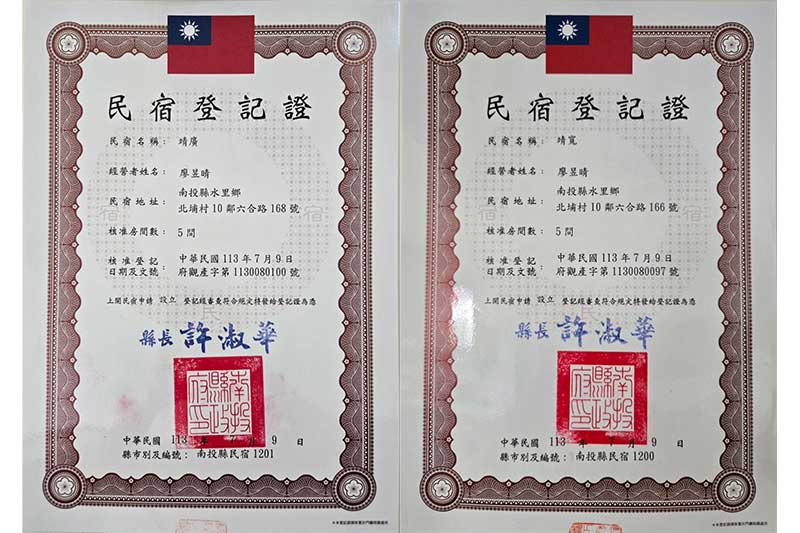 民宿登記證
民宿名稱： 靖廣
經營者姓名： 廖昱晴
民宿地址： 南投縣水里鄉
北埔村10鄰六合路168號
核准房間數： 5間
核准登記日期及文號： 中華民國113年7月9日
府觀產字第1130080100號
上開民宿申請 設立 登記經審查符合規定特發給登記證為憑
縣長 許淑華
南投縣政府印
中華民國 113 年 7 月 9 日
縣市別及編號： 南投縣民宿1201
民宿登記證
民宿名稱： 靖寬
經營者姓名： 廖昱晴
民宿地址： 南投縣水里鄉
北埔村10鄰六合路166號
核准房間數： 5間
核准登記日期及文號： 中華民國113年7月9日
府觀產字第1130080097號
上開民宿申請 設立 登記經審查符合規定特發給登記證為憑
縣長 許淑華
南投縣政府印
中華民國 113 年 7 月 9 日
縣市別及編號： 南投縣民宿1200